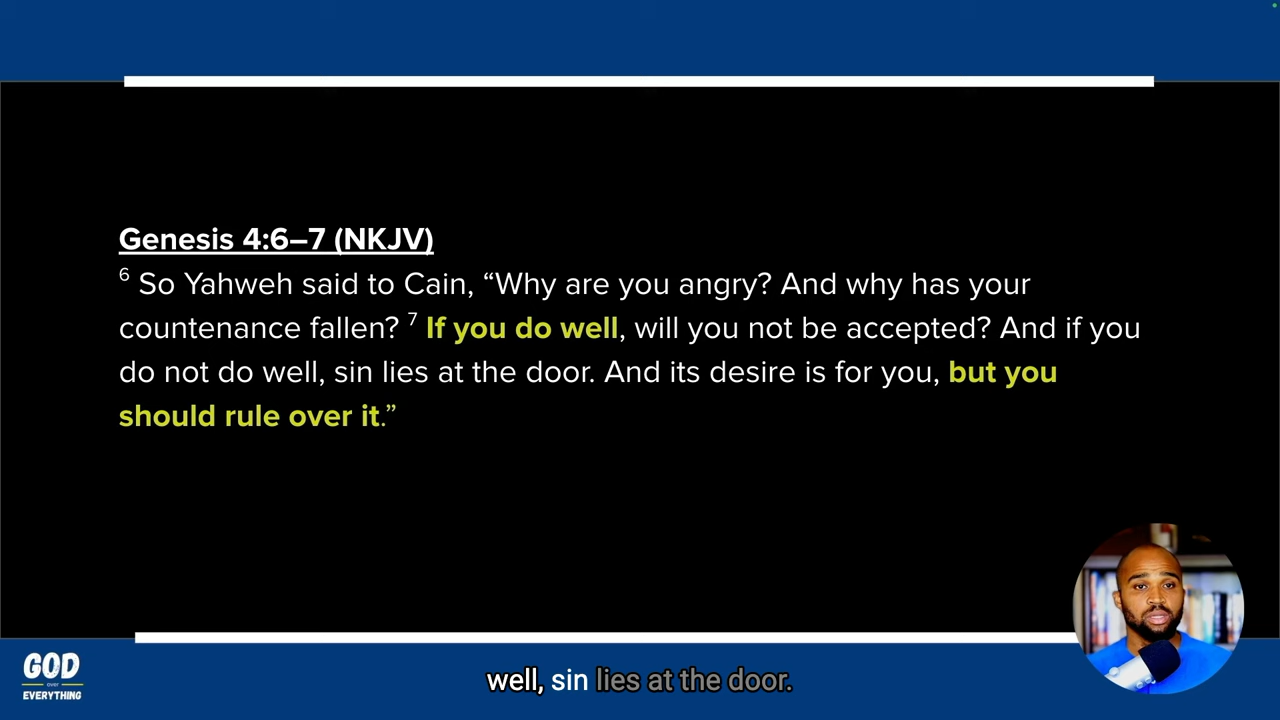 Genesis 4:6–7 (NKJV)
6 So Yahweh said to Cain, “Why are you angry? And why has your
countenance fallen? 7 If you do well, will you not be accepted? And if you
do not do well, sin lies at the door. And its desire is for you, but you
should rule over it.”
GOD
over
EVERYTHING
well, sin lies at the door.